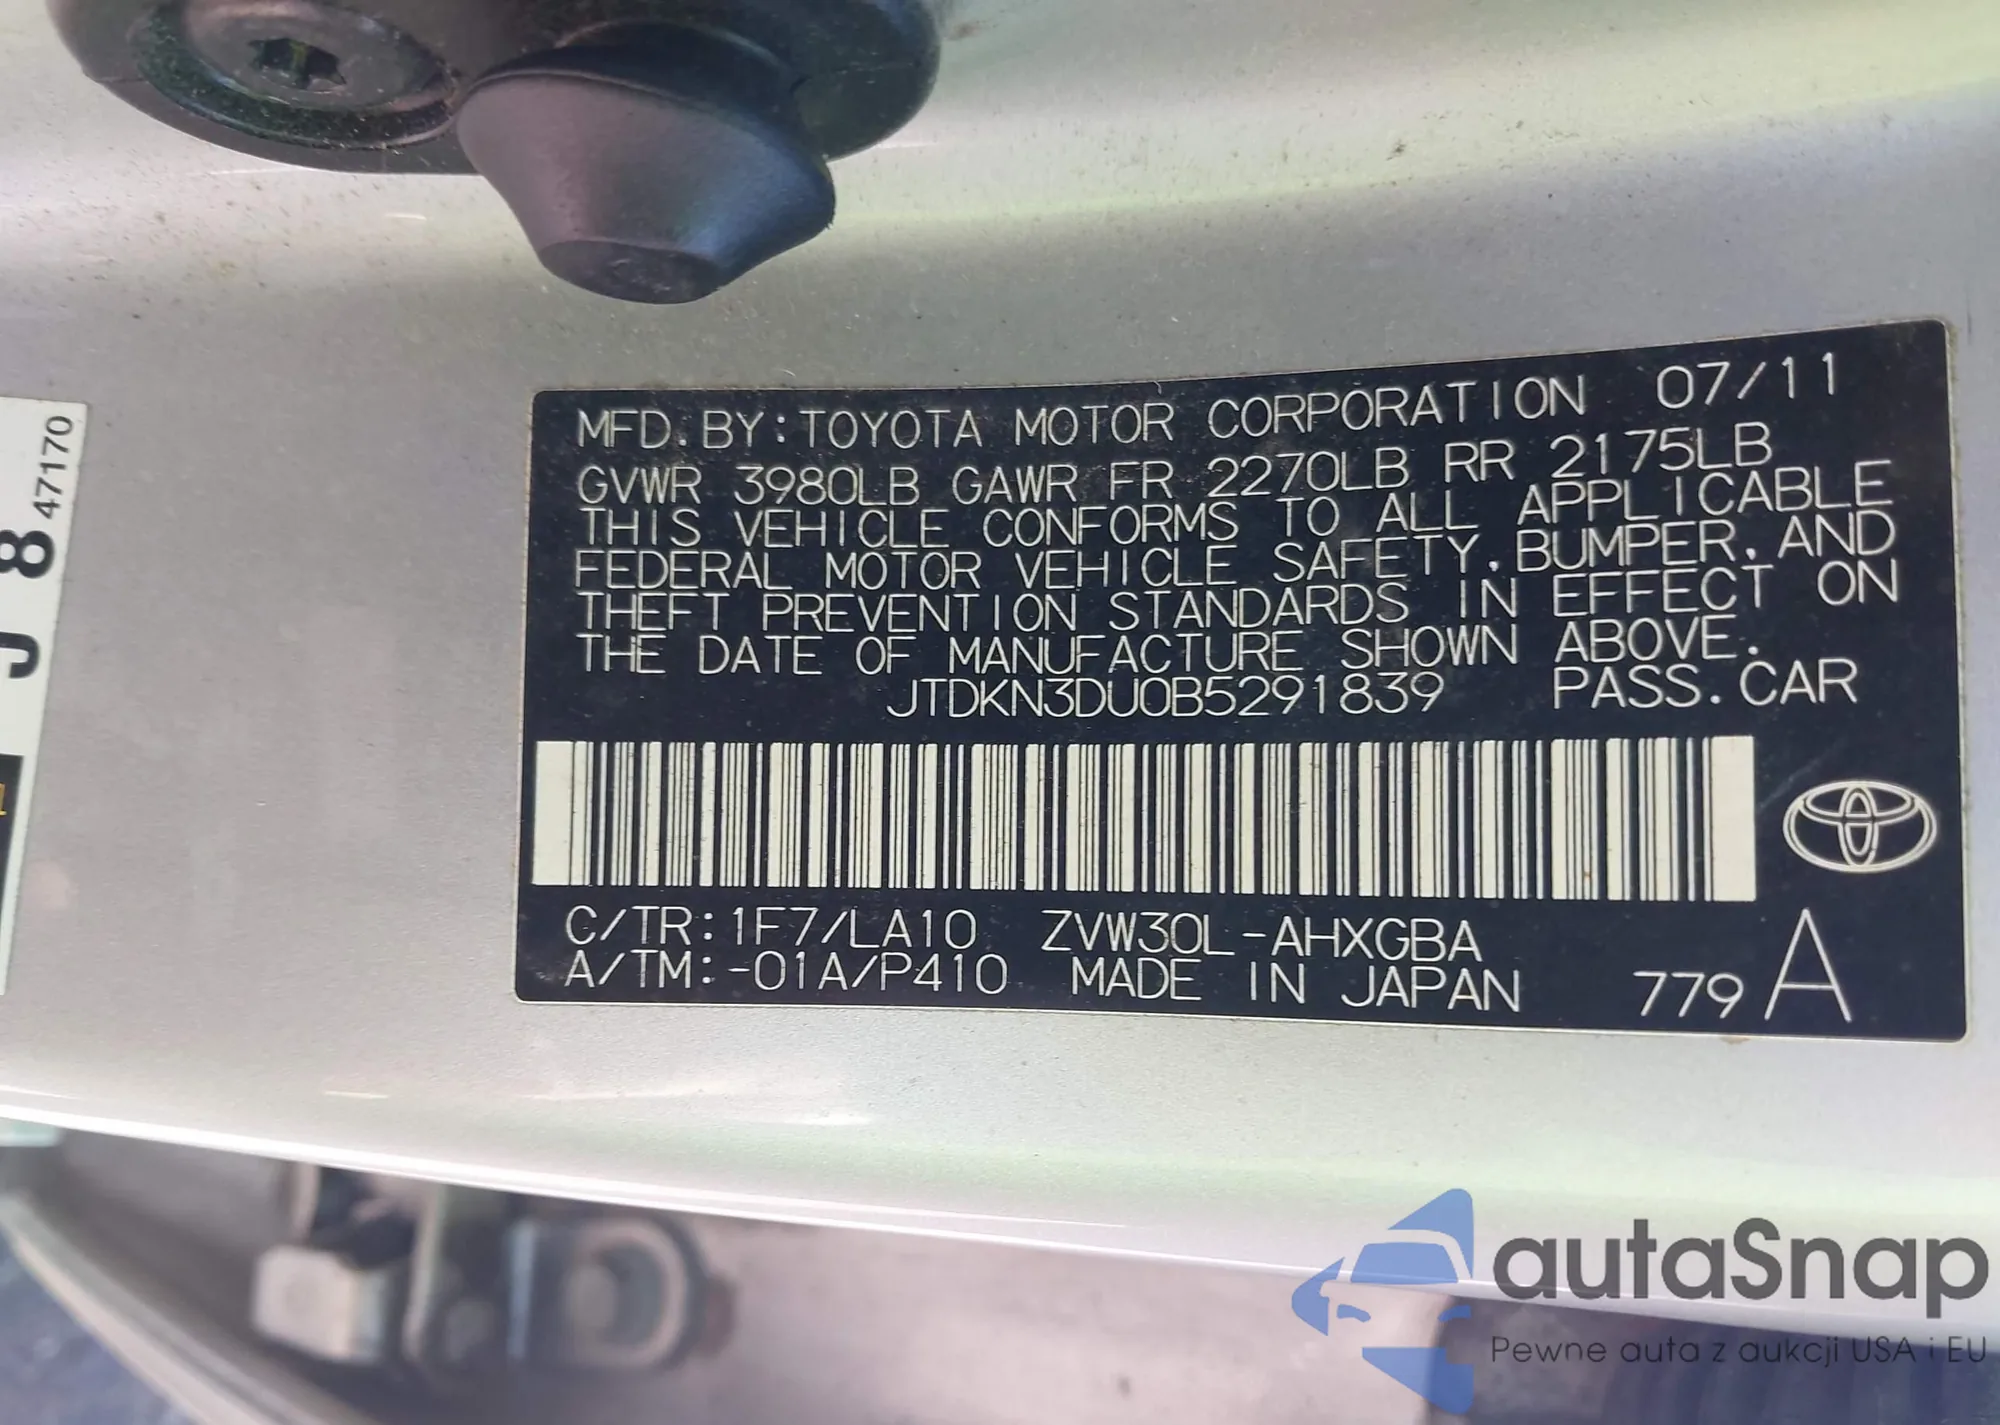 47170
J 8
1
MFD.BY:TOYOTA MOTOR CORPORATION 07/11
GVWR 3980LB GAWR FR 2270LB RR 2175LB
THIS VEHICLE CONFORMS TO ALL APPLICABLE
FEDERAL MOTOR VEHICLE SAFETY,BUMPER,AND
THEFT PREVENTION STANDARDS IN EFFECT ON
THE DATE OF MANUFACTURE SHOWN ABOVE.
JTDKN3DU0B5291839 PASS.CAR
C/TR:1F7/LA10 ZVW30L-AHXGBA
A/TM:-01A/P410 MADE IN JAPAN 779 A
autaSnap
Pewne auta z aukcji USA i EU